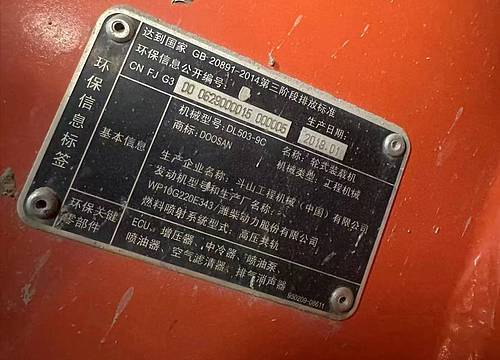 环保信息标签
达到国家 GB 20891-2014第三阶段排放标准
环保信息公开编号:
CN FJ G3 00 0628000015 000005
生产日期: 2019.01
基本信息
机械型号: DL503-9C 名称: 轮式装载机
商标: DOOSAN 机械类型: 工程机械
生产企业名称: 斗山工程机械（中国）有限公司
发动机型号和生产厂名称:
WP10G220E343/潍柴动力股份有限公司
燃料喷射系统型式: 高压共轨
环保关键零部件
ECU、增压器、中冷器、喷油泵
喷油器、空气滤清器、排气消声器
950209-08611